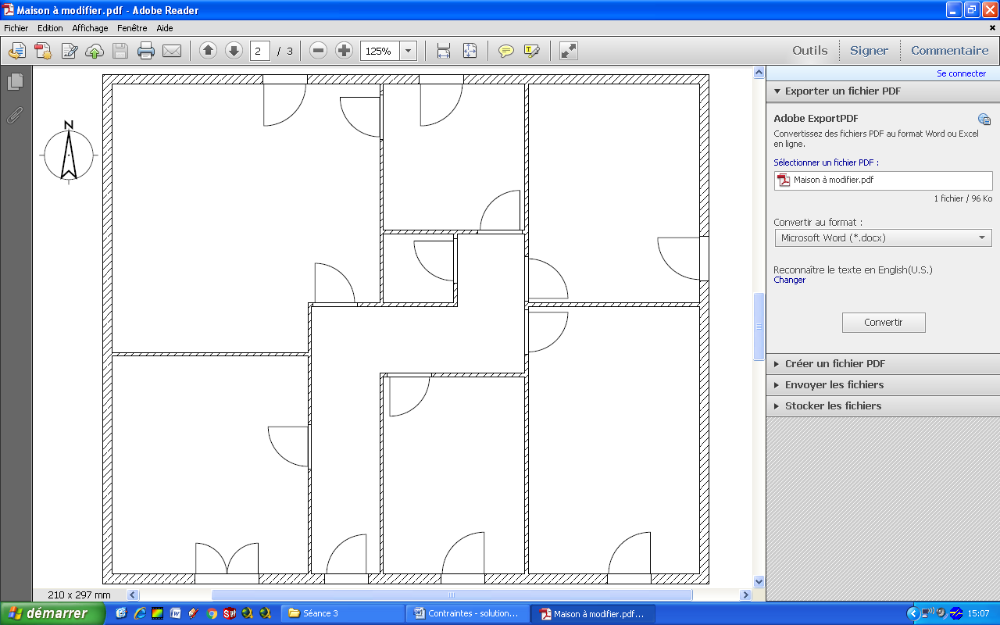 Maison à modifier.pdf - Adobe Reader
Fichier Edition Affichage Fenêtre Aide
2 / 3 125% Outils Signer Commentaire
Se connecter
Exporter un fichier PDF
Adobe ExportPDF
Convertissez des fichiers PDF au format Word ou Excel
en ligne.
Sélectionner un fichier PDF :
Maison à modifier.pdf
1 fichier / 96 Ko
Convertir au format :
Microsoft Word (*.docx)
Reconnaître le texte en English(U.S.)
Changer
Convertir
Créer un fichier PDF
Envoyer les fichiers
Stocker les fichiers
N
210 x 297 mm
démarrer Séance 3 Contraintes - solution... Maison à modifier.pdf... 15:07